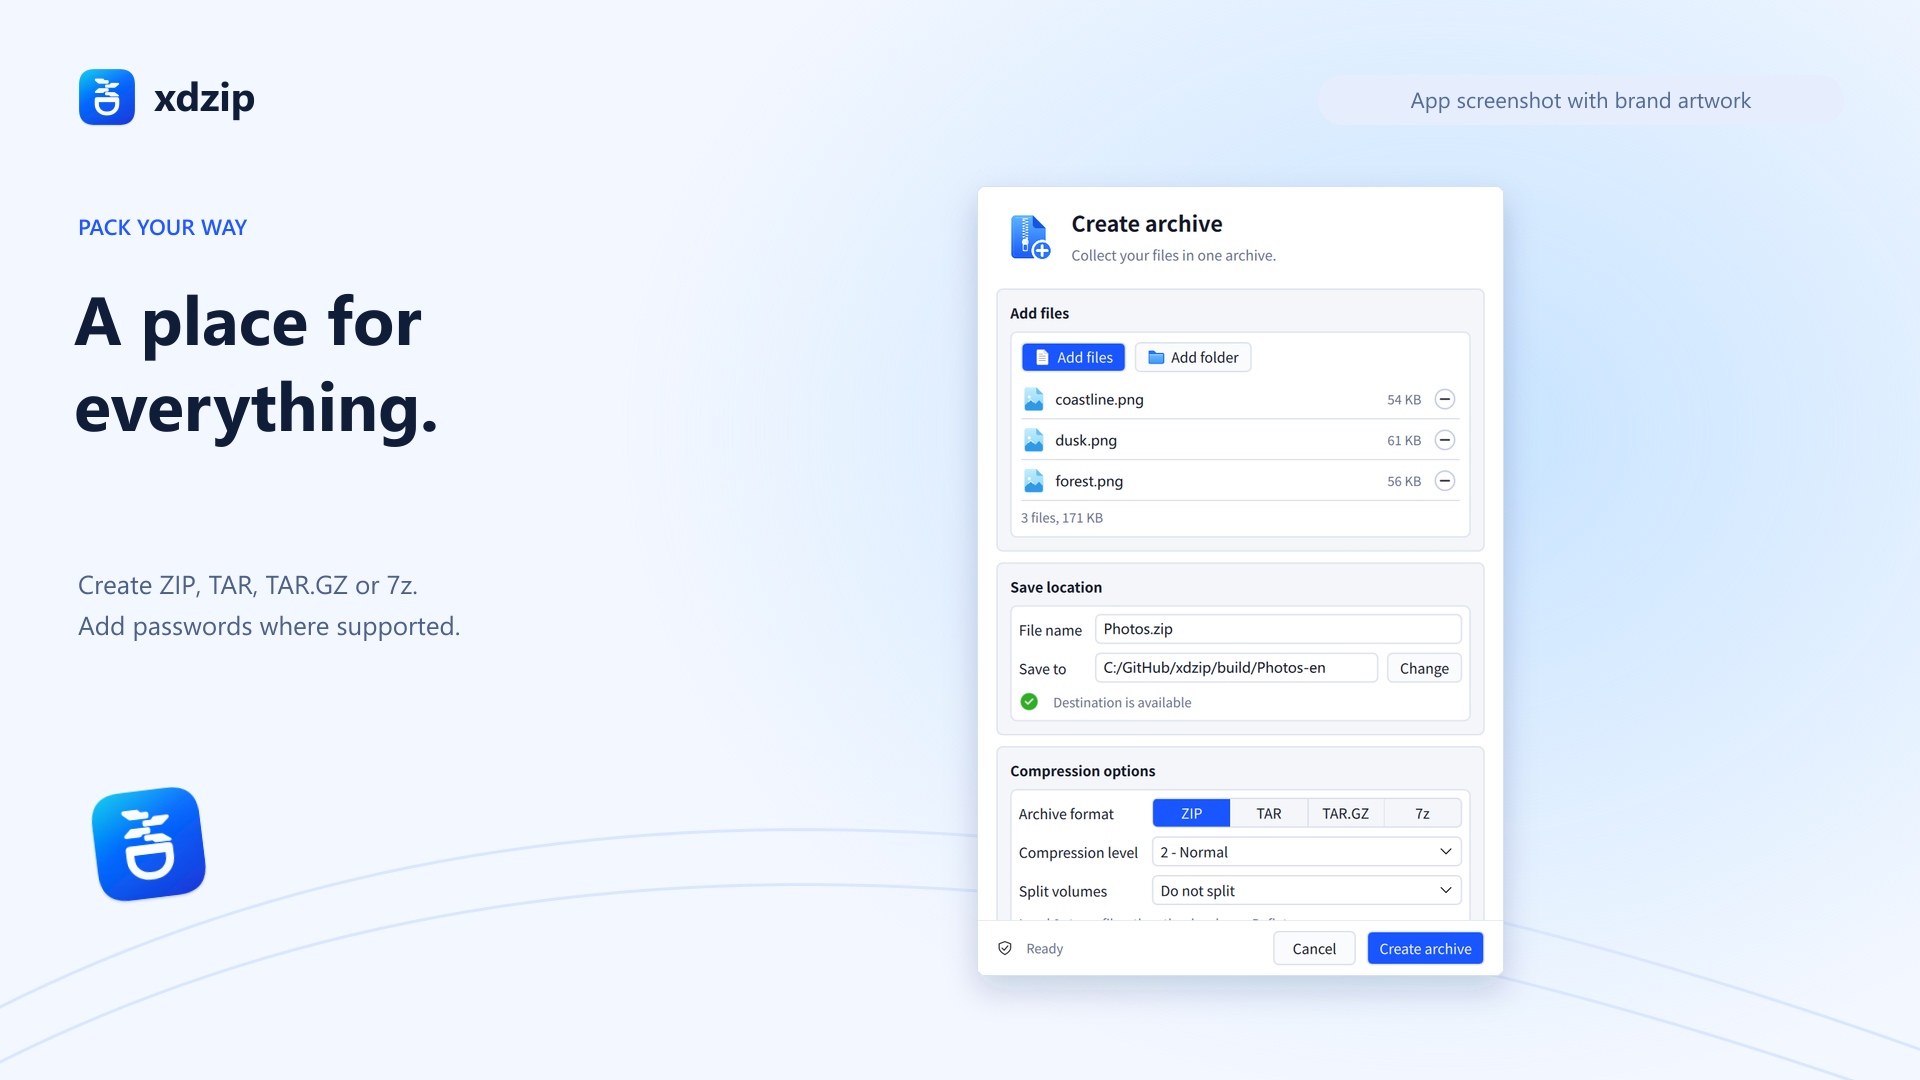 xdzip
App screenshot with brand artwork
PACK YOUR WAY
A place for
everything.
Create ZIP, TAR, TAR.GZ or 7z.
Add passwords where supported.
Create archive
Collect your files in one archive.
Add files
Add files
Add folder
coastline.png 54 KB
dusk.png 61 KB
forest.png 56 KB
3 files, 171 KB
Save location
File name Photos.zip
Save to C:/GitHub/xdzip/build/Photos-en Change
Destination is available
Compression options
Archive format ZIP TAR TAR.GZ 7z
Compression level 2 - Normal
Split volumes Do not split
Ready Cancel Create archive